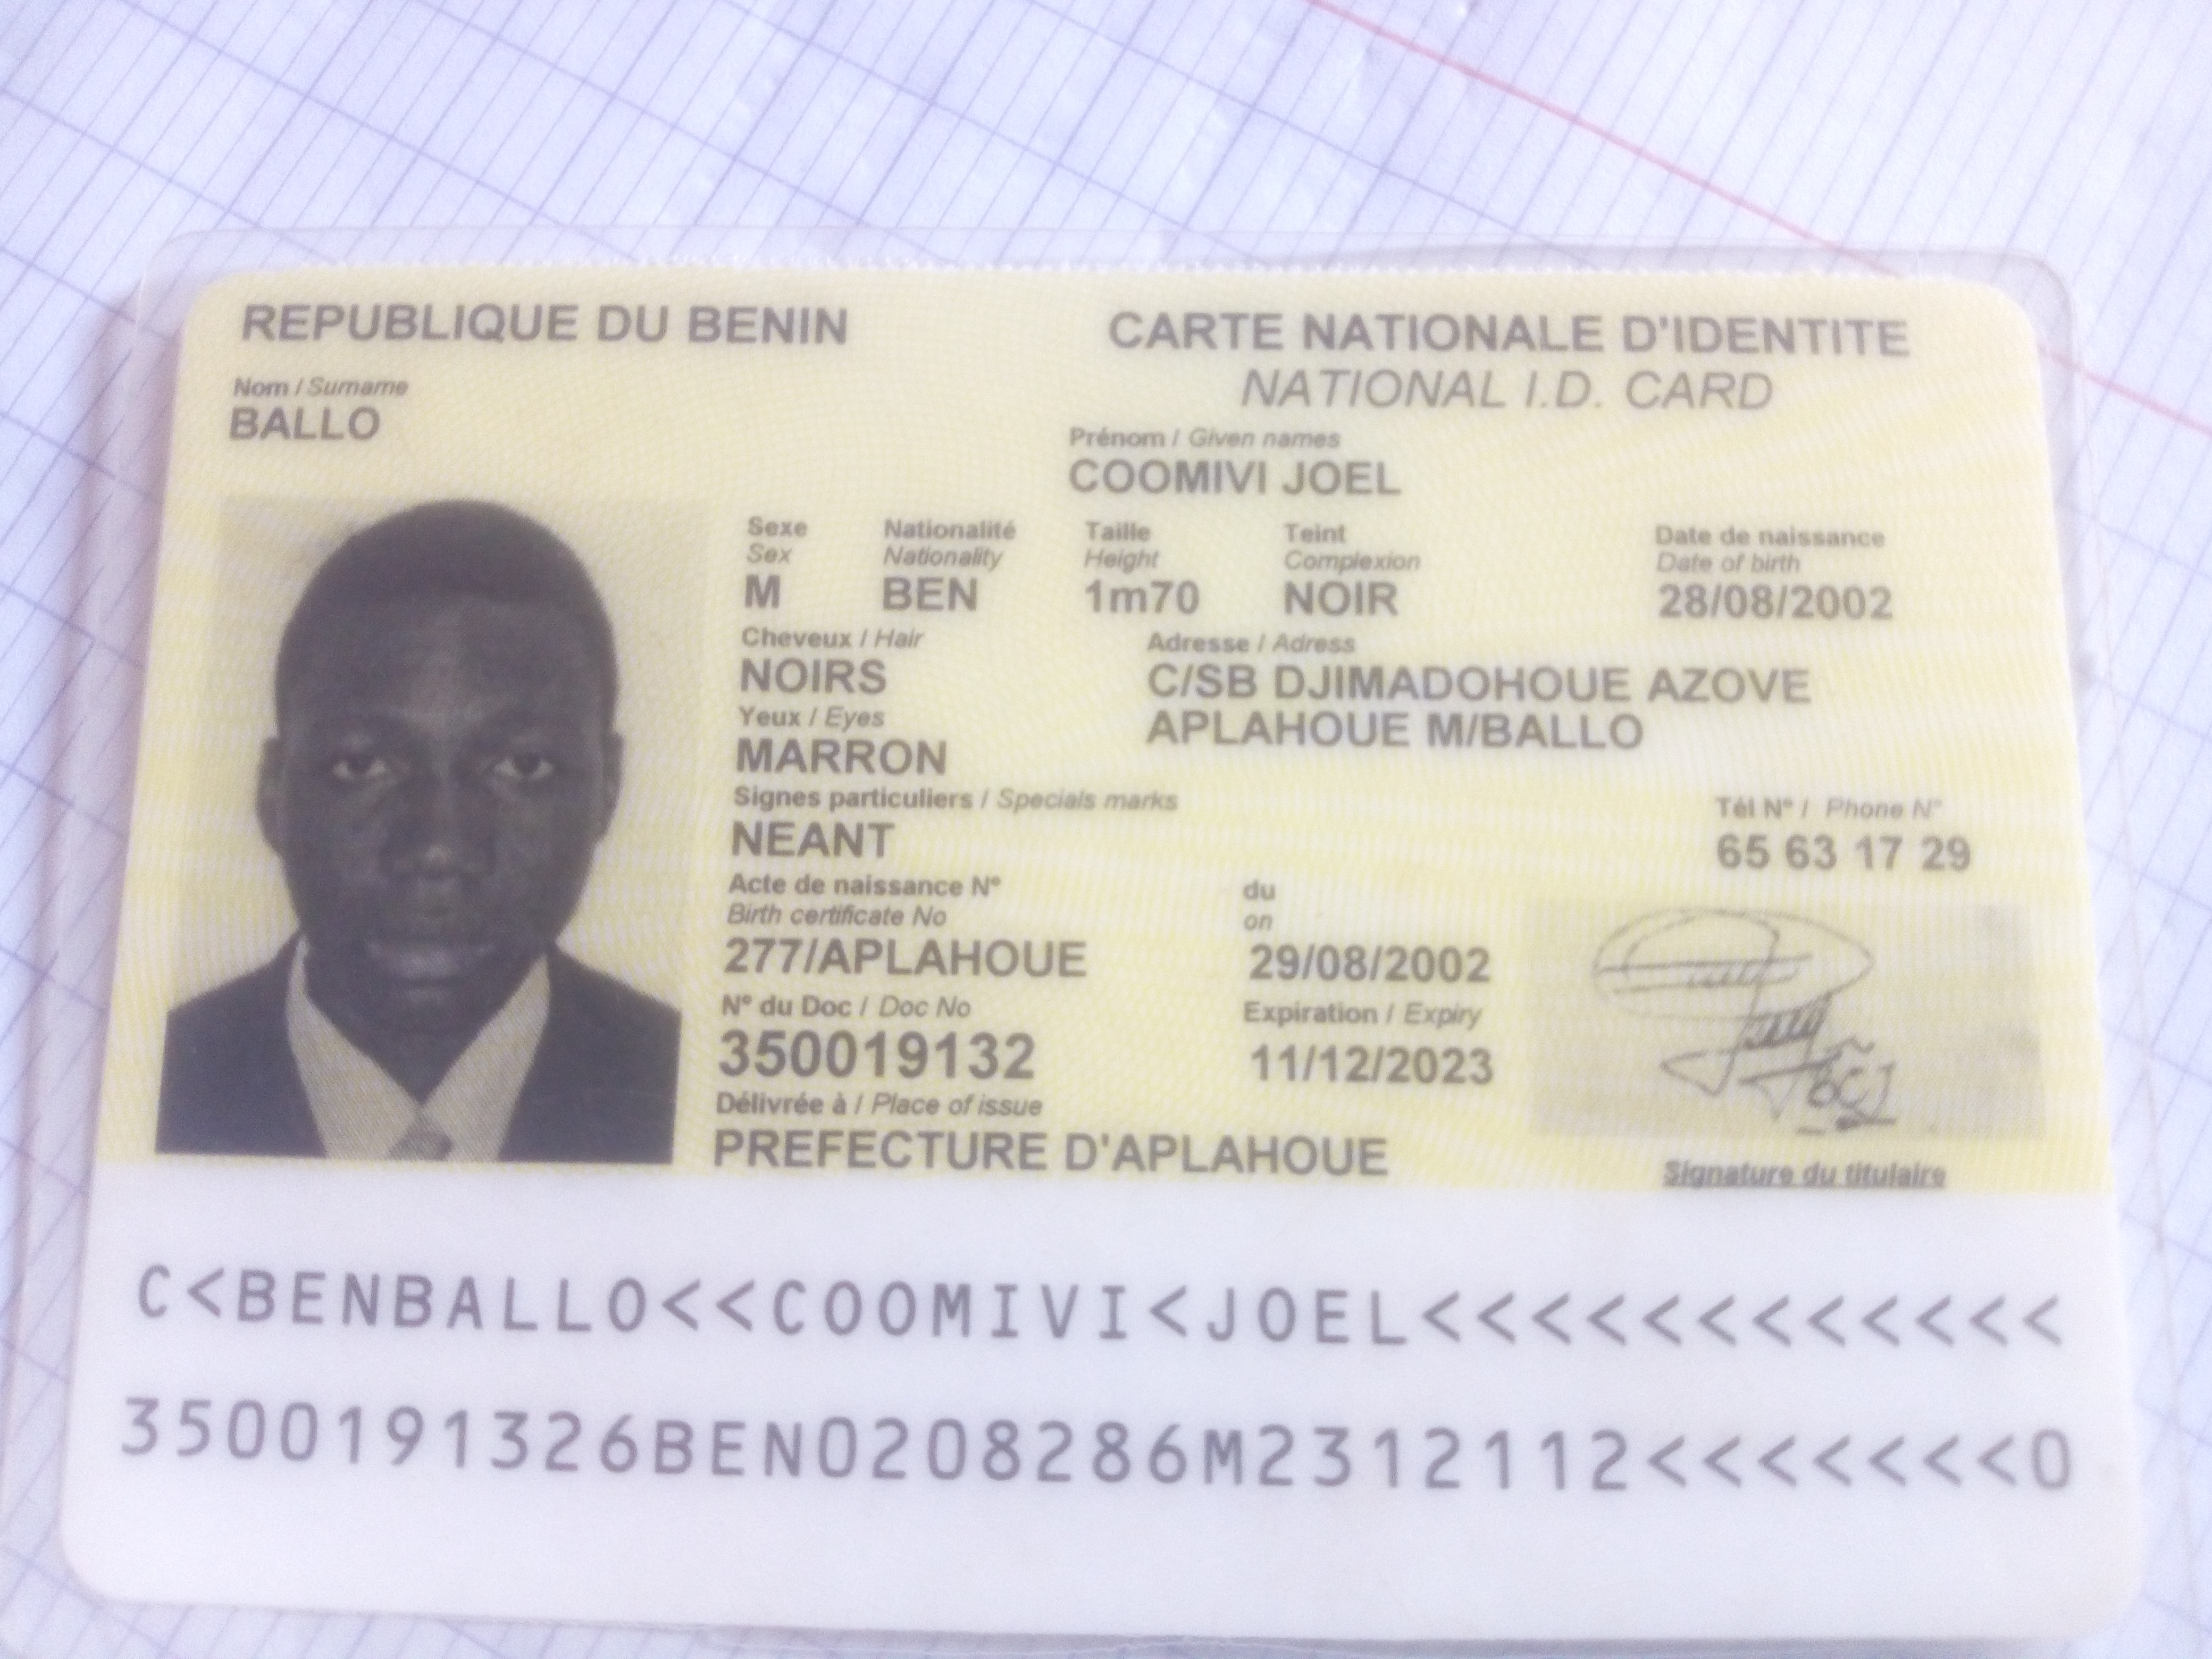 REPUBLIQUE DU BENIN
CARTE NATIONALE D'IDENTITE
NATIONAL I.D. CARD
Nom / Surname
BALLO
Prénom / Given names
COOMIVI JOEL
Sexe Nationalité Taille Teint Date de naissance
Sex Nationality Height Complexion Date of birth
M BEN 1m70 NOIR 28/08/2002
Cheveux / Hair Adresse / Adress
NOIRS C/SB DJIMADOHOUE AZOVE
Yeux / Eyes APLAHOUE M/BALLO
MARRON
Signes particuliers / Specials marks Tél N° / Phone N°
NEANT 65 63 17 29
Acte de naissance N° du
Birth certificate No on
277/APLAHOUE 29/08/2002
N° du Doc / Doc No Expiration / Expiry
350019132 11/12/2023
Délivrée à / Place of issue
PREFECTURE D'APLAHOUE
Signature du titulaire
C<BENBALLO<<COOMIVI<JOEL<<<<<<<<<<<<
3500191326BEN0208286M2312112<<<<<<<0